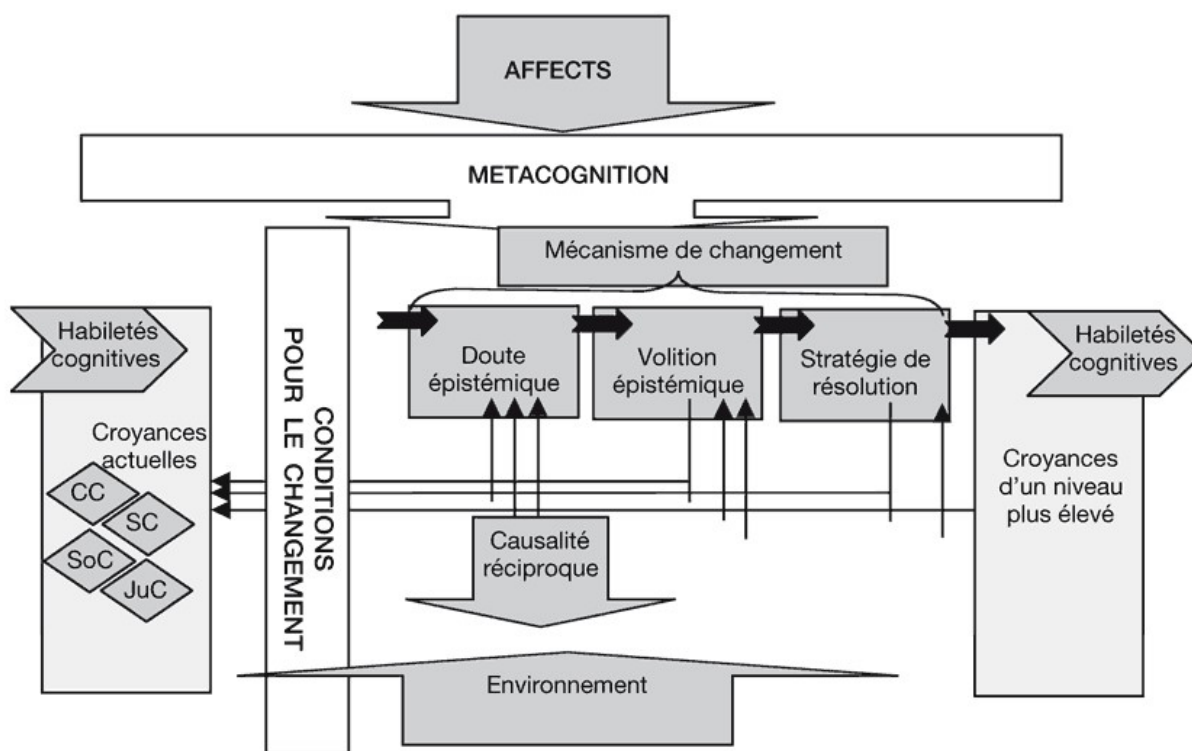 AFFECTS
METACOGNITION
Mécanisme de changement
Habiletés
cognitives
CONDITIONS
POUR LE CHANGEMENT
Doute
épistémique
Volition
épistémique
Stratégie de
résolution
Habiletés
cognitives
Croyances
actuelles
CC
SC
SoC
JuC
Croyances
d'un niveau
plus élevé
Causalité
réciproque
Environnement